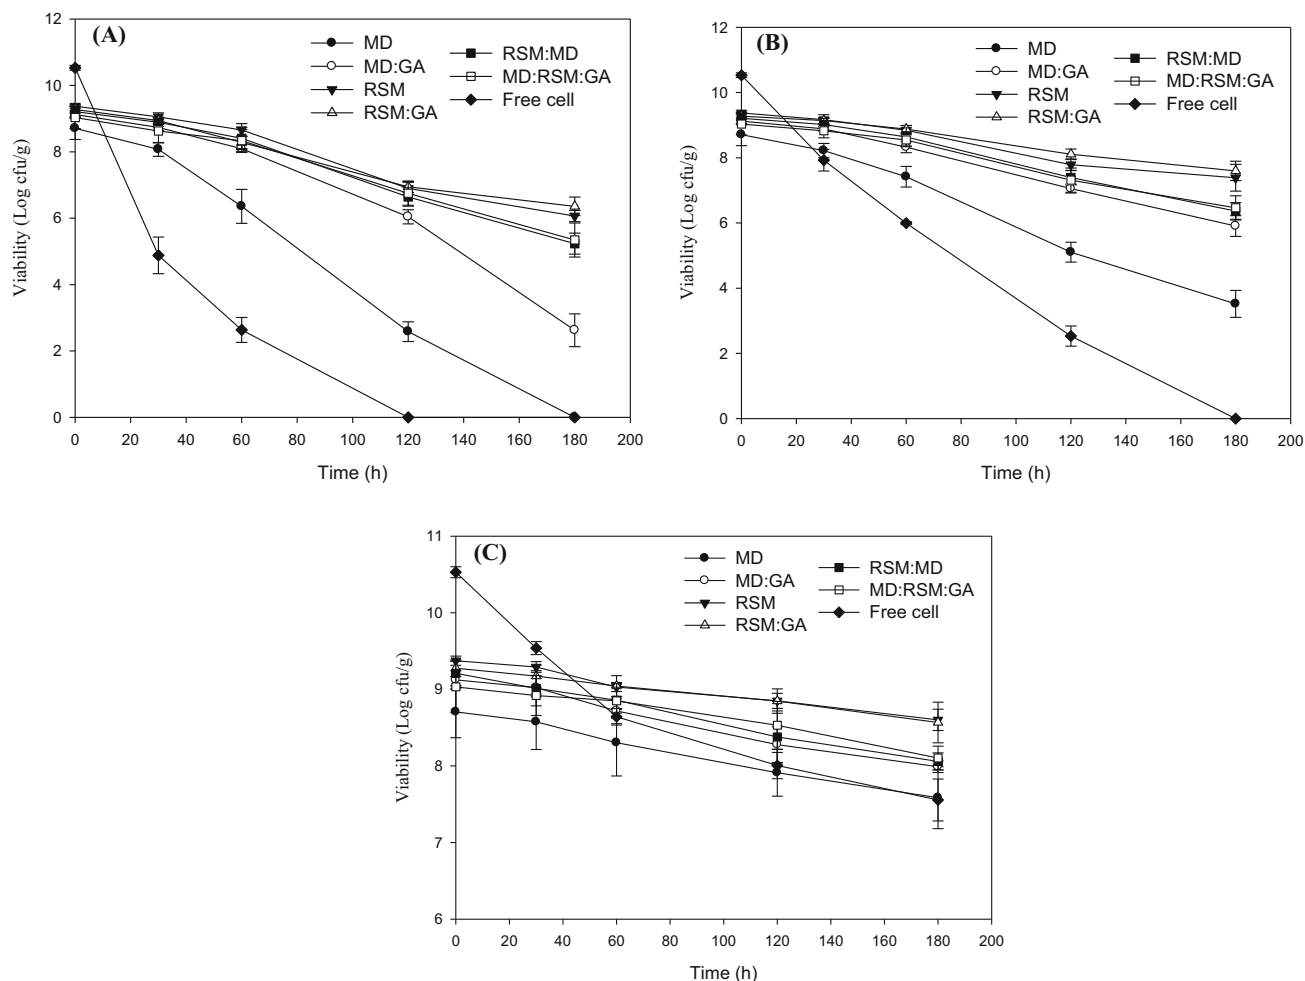 (A)
MD
MD:GA
RSM
RSM:GA
RSM:MD
MD:RSM:GA
Free cell
Viability (Log cfu/g)
12
10
8
6
4
2
0
0 20 40 60 80 100 120 140 160 180 200
Time (h)
(B)
MD
MD:GA
RSM
RSM:GA
RSM:MD
MD:RSM:GA
Free cell
Viability (Log cfu/g)
12
10
8
6
4
2
0
0 20 40 60 80 100 120 140 160 180 200
Time (h)
(C)
MD
MD:GA
RSM
RSM:GA
RSM:MD
MD:RSM:GA
Free cell
Viability (Log cfu/g)
11
10
9
8
7
6
0 20 40 60 80 100 120 140 160 180 200
Time (h)